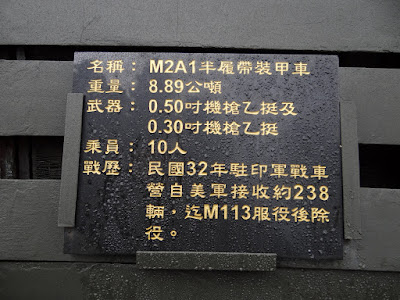 名稱：M2A1半履帶裝甲車
重量：8.89公噸
武器：0.50吋機槍乙挺及
0.30吋機槍乙挺
乘員：10人
戰歷：民國32年駐印軍戰車
營自美軍接收約238
輛，迄M113服役後除
役。